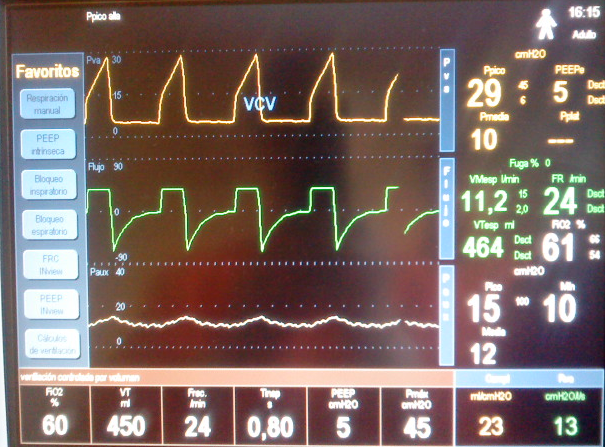 Ppico alta
16:15
Adulto
Favoritos
Respiración
manual
PEEP
intrínseca
Bloqueo
inspiratorio
Bloqueo
espiratorio
FRC
INview
PEEP
INview
Cálculos
de ventilación
Pva 30
15
0
VCV
Pva
Flujo 90
0
-90
Flujo
Paux 40
20
0
Paux
cmH2O
Ppico
29
45
6
PEEPe
5
Dsct
Dsct
Pmedia
10
Pplat
---
Fuga % 0
VMesp l/min
11,2
15
2,0
FR /min
24
Dsct
Dsct
VTesp ml
464
Dsct
Dsct
FiO2 %
61
66
54
cmH2O
Pico
15
100
Min
10
Media
12
ventilación controlada por volumen
FiO2
%
60
VT
ml
450
Frec.
/min
24
Tinsp
s
0,80
PEEP
cmH2O
5
Pmáx
cmH2O
45
Compl
ml/cmH2O
23
Rva
cmH2O/l/s
13